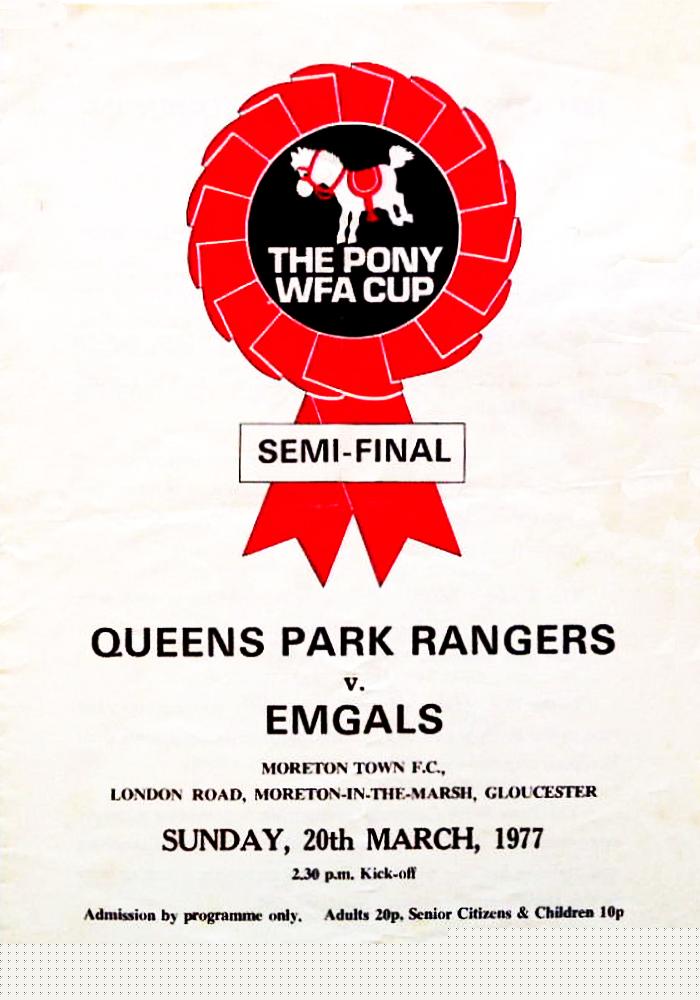 THE PONY
WFA CUP
SEMI-FINAL
QUEENS PARK RANGERS
v.
EMGALS
MORETON TOWN F.C.,
LONDON ROAD, MORETON-IN-THE-MARSH, GLOUCESTER
SUNDAY, 20th MARCH, 1977
2.30 p.m. Kick-off
Admission by programme only. Adults 20p, Senior Citizens & Children 10p